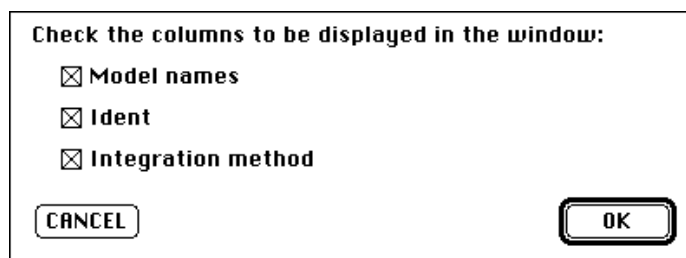 Check the columns to be displayed in the window:
Model names
Ident
Integration method
CANCEL OK